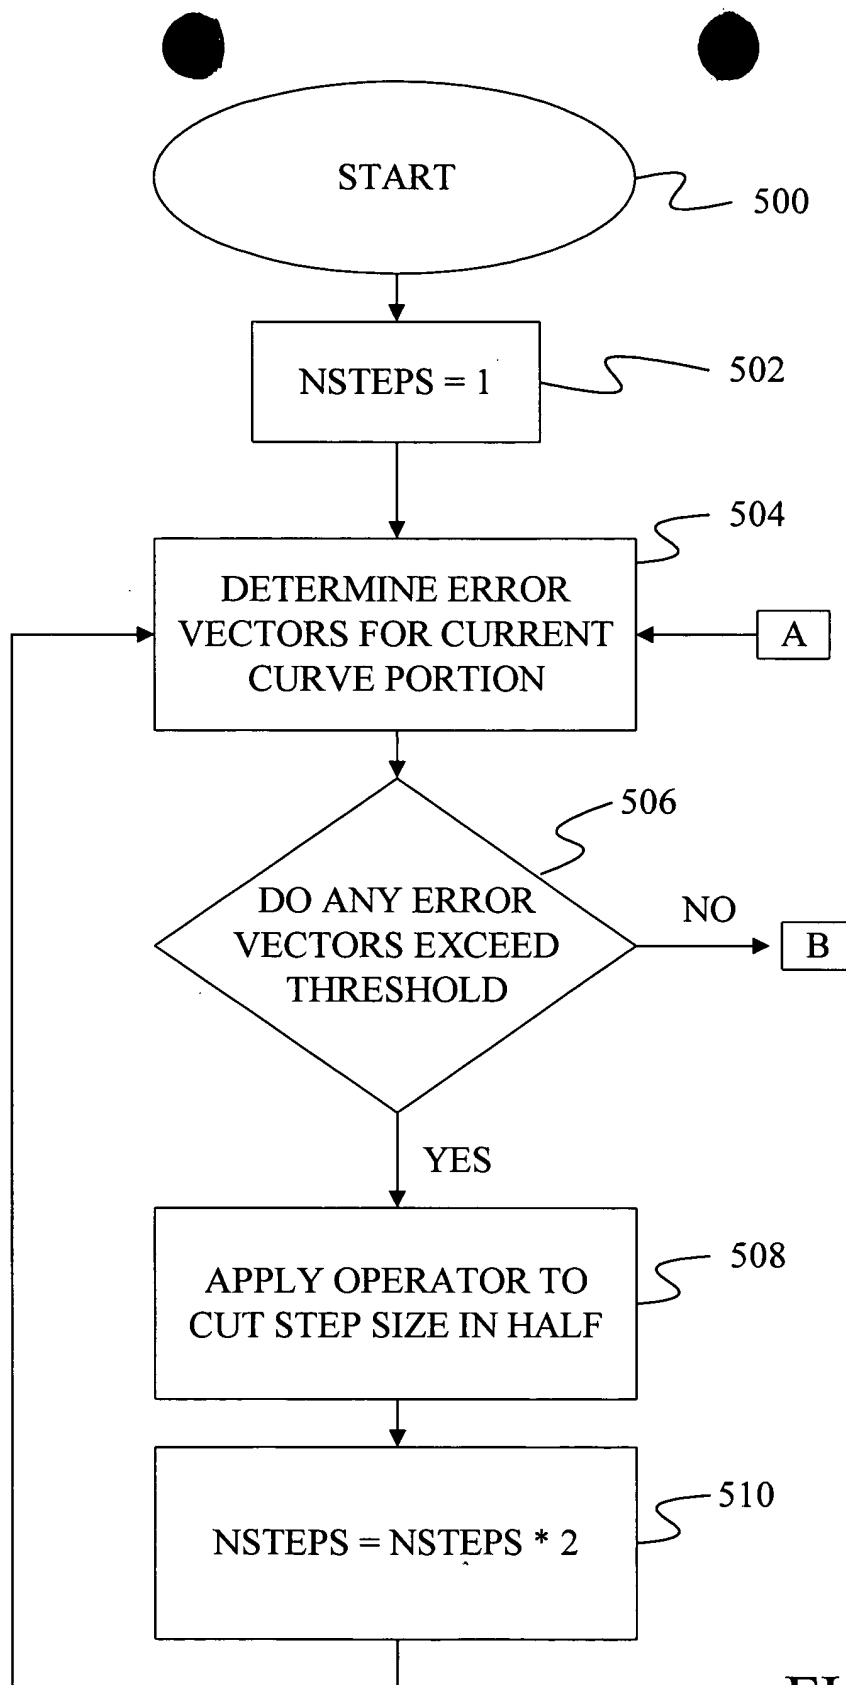 START
500
NSTEPS = 1
502
504
DETERMINE ERROR
VECTORS FOR CURRENT
CURVE PORTION
A
506
DO ANY ERROR
VECTORS EXCEED
THRESHOLD
NO
B
YES
508
APPLY OPERATOR TO
CUT STEP SIZE IN HALF
510
NSTEPS = NSTEPS * 2